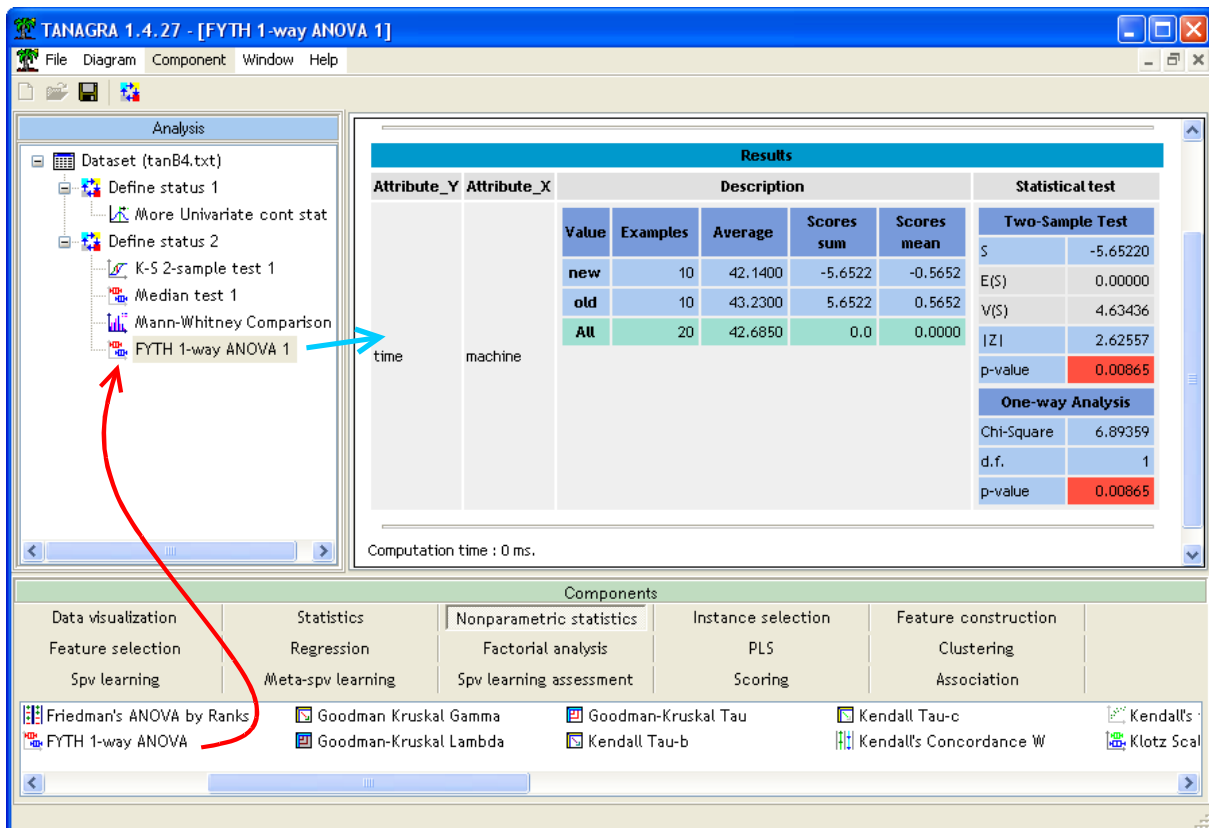 TANAGRA 1.4.27 - [FYTH 1-way ANOVA 1]
File Diagram Component Window Help
Analysis
Dataset (tanB4.txt)
Define status 1
More Univariate cont stat
Define status 2
K-S 2-sample test 1
Median test 1
Mann-Whitney Comparison
FYTH 1-way ANOVA 1
Results
Attribute_Y Attribute_X Description Statistical test
Value Examples Average Scores sum Scores mean
new 10 42.1400 -5.6522 -0.5652
old 10 43.2300 5.6522 0.5652
All 20 42.6850 0.0 0.0000
time machine
Two-Sample Test
S -5.65220
E(S) 0.00000
V(S) 4.63436
|Z| 2.62557
p-value 0.00865
One-way Analysis
Chi-Square 6.89359
d.f. 1
p-value 0.00865
Computation time : 0 ms.
Components
Data visualization Statistics Nonparametric statistics Instance selection Feature construction
Feature selection Regression Factorial analysis PLS Clustering
Spv learning Meta-spv learning Spv learning assessment Scoring Association
Friedman's ANOVA by Ranks Goodman Kruskal Gamma Goodman-Kruskal Tau Kendall Tau-c Kendall's
FYTH 1-way ANOVA Goodman-Kruskal Lambda Kendall Tau-b Kendall's Concordance W Klotz Scal